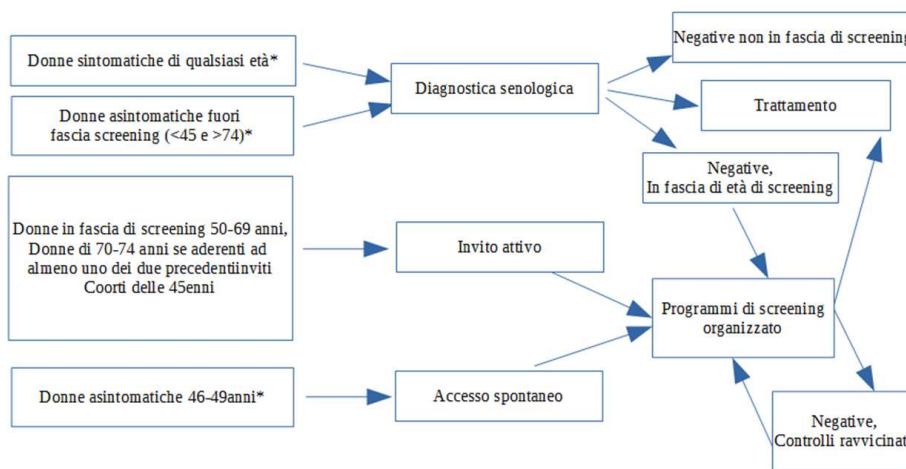 Donne sintomatiche di qualsiasi età*
Donne asintomatiche fuori
fascia screening (<45 e >74)*
Diagnostica senologica
Negative non in fascia di screening
Trattamento
Negative,
In fascia di età di screening
Donne in fascia di screening 50-69 anni,
Donne di 70-74 anni se aderenti ad
almeno uno dei due precedentiinviti
Coorti delle 45enni
Invito attivo
Programmi di screening
organizzato
Donne asintomatiche 46-49anni*
Accesso spontaneo
Negative,
Controlli ravvicinat